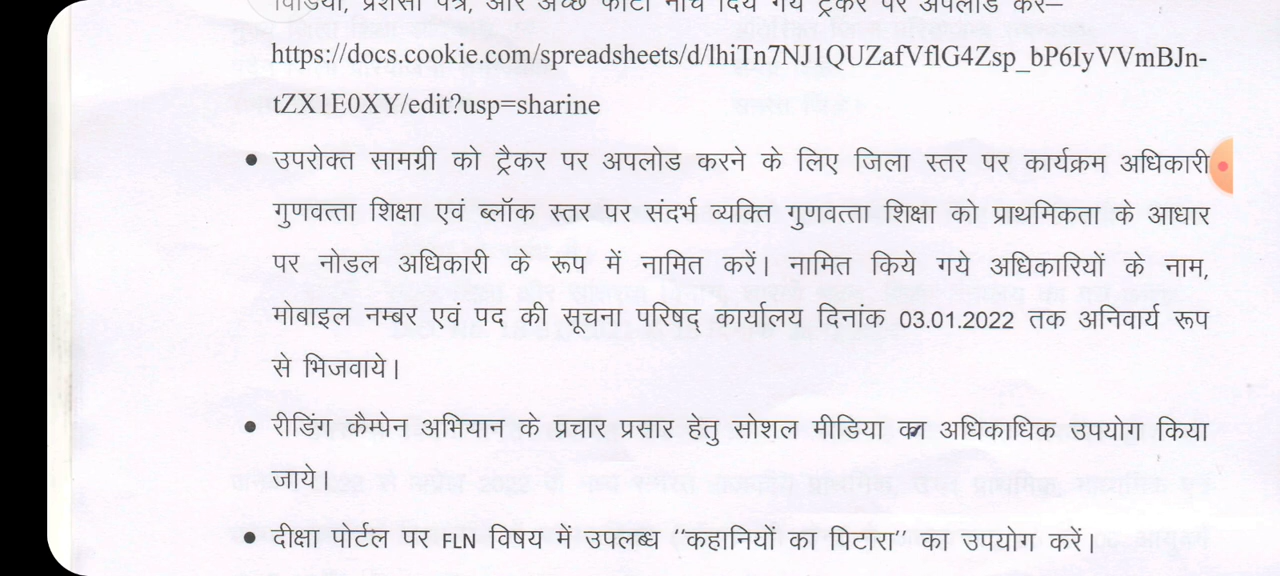 विडियो, प्रशंसा पत्र, और अच्छे फोटो नीचे दिये गये ट्रैकर पर अपलोड करें–
https://docs.cookie.com/spreadsheets/d/lhiTn7NJ1QUZafVflG4Zsp_bP6IyVVmBJn-
tZX1E0XY/edit?usp=sharine
• उपरोक्त सामग्री को ट्रैकर पर अपलोड करने के लिए जिला स्तर पर कार्यक्रम अधिकारी
गुणवत्ता शिक्षा एवं ब्लॉक स्तर पर संदर्भ व्यक्ति गुणवत्ता शिक्षा को प्राथमिकता के आधार
पर नोडल अधिकारी के रूप में नामित करें। नामित किये गये अधिकारियों के नाम,
मोबाइल नम्बर एवं पद की सूचना परिषद कार्यालय दिनांक 03.01.2022 तक अनिवार्य रूप
से भिजवाये।
• रीडिंग कैम्पेन अभियान के प्रचार प्रसार हेतु सोशल मीडिया का अधिकाधिक उपयोग किया
जाये।
• दीक्षा पोर्टल पर FLN विषय में उपलब्ध “कहानियों का पिटारा” का उपयोग करें।